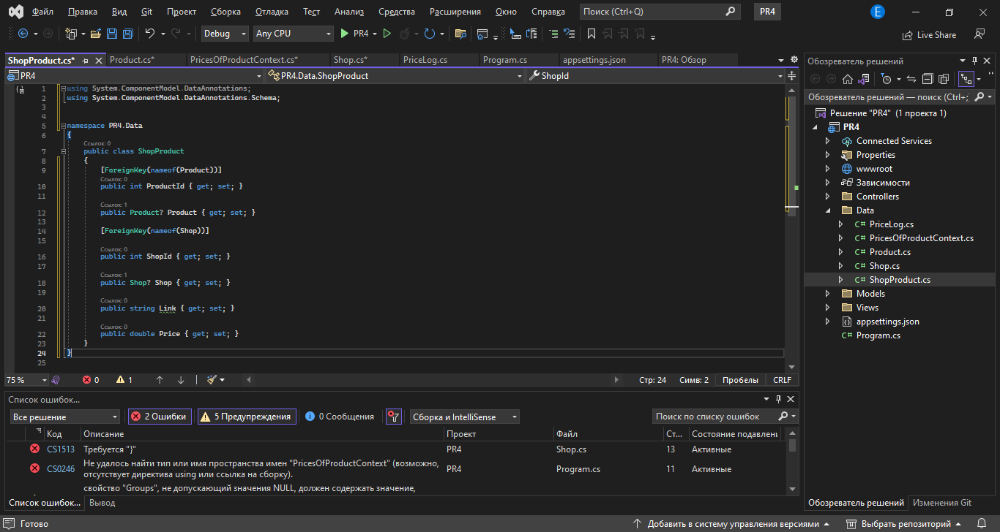 Файл Правка Вид Git Проект Сборка Отладка Тест Анализ Средства Расширения Окно Справка Поиск (Ctrl+Q) PR4 E
Debug Any CPU PR4 Live Share
ShopProduct.cs* Product.cs* PricesOfProductContext.cs* Shop.cs* PriceLog.cs Program.cs appsettings.json PR4: Обзор
PR4 PR4.Data.ShopProduct ShopId
1 using System.ComponentModel.DataAnnotations;
2 using System.ComponentModel.DataAnnotations.Schema;
3
4
5 namespace PR4.Data
6 {
Ссылок: 0
7 public class ShopProduct
8 {
9 [ForeignKey(nameof(Product))]
Ссылок: 0
10 public int ProductId { get; set; }
11
Ссылок: 1
12 public Product? Product { get; set; }
13
14 [ForeignKey(nameof(Shop))]
15
Ссылок: 0
16 public int ShopId { get; set; }
17
Ссылок: 1
18 public Shop? Shop { get; set; }
19
Ссылок: 0
20 public string Link { get; set; }
21
Ссылок: 0
22 public double Price { get; set; }
23 }
24 }
25
75 % 0 1 Стр: 24 Симв: 2 Пробелы CRLF
Список ошибок...
Все решение 2 Ошибки 5 Предупреждения 0 Сообщения Сборка и IntelliSense Поиск по списку ошибок
Код Описание Проект Файл Ст... Состояние подавлени
CS1513 Требуется "}" PR4 Shop.cs 13 Активные
CS0246 Не удалось найти тип или имя пространства имен "PricesOfProductContext" (возможно, отсутствует директива using или ссылка на сборку). PR4 Program.cs 11 Активные
свойство "Groups", не допускающий значения NULL, должен содержать значение,
Список ошибок... Вывод
Обозреватель решений
Обозреватель решений — поиск (Ctrl+;
Решение "PR4" (1 проекта 1)
PR4
Connected Services
Properties
wwwroot
Зависимости
Controllers
Data
C# PriceLog.cs
C# PricesOfProductContext.cs
C# Product.cs
C# Shop.cs
C# ShopProduct.cs
Models
Views
appsettings.json
C# Program.cs
Обозреватель решений Изменения Git
Готово Добавить в систему управления версиями Выбрать репозиторий